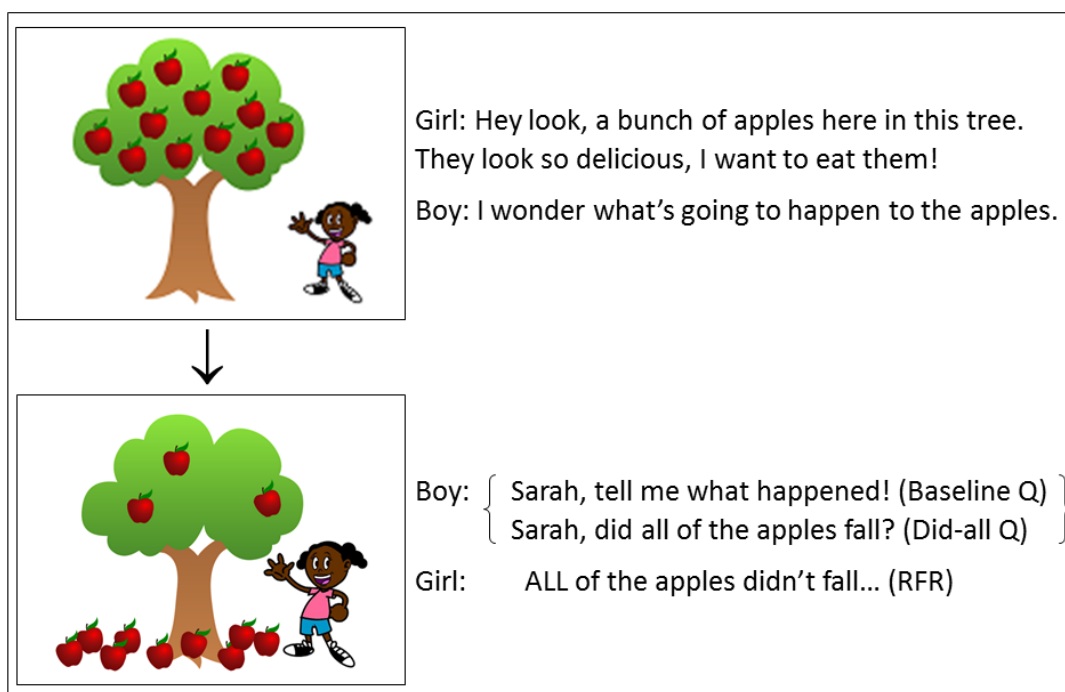 Girl: Hey look, a bunch of apples here in this tree.
They look so delicious, I want to eat them!
Boy: I wonder what's going to happen to the apples.
Boy: Sarah, tell me what happened! (Baseline Q)
Sarah, did all of the apples fall? (Did-all Q)
Girl: ALL of the apples didn't fall... (RFR)